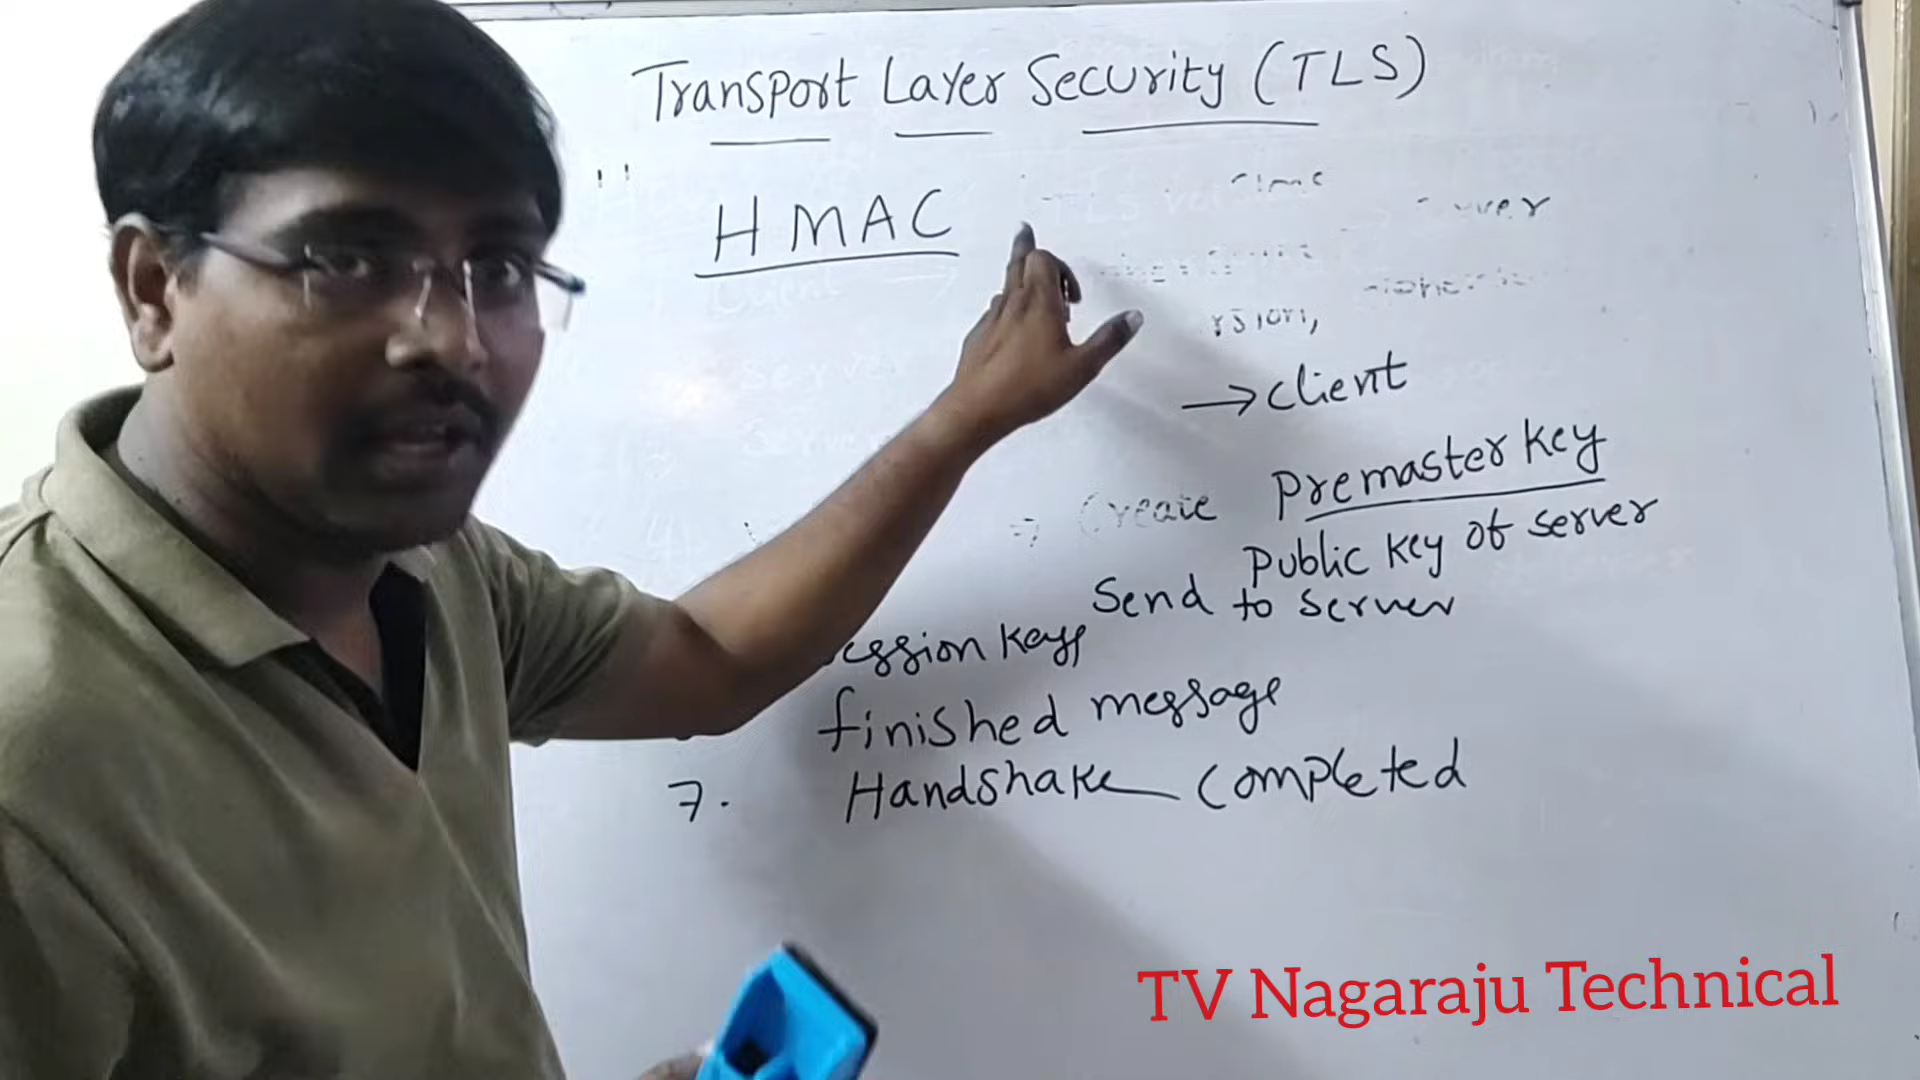 Transport Layer Security (TLS)
HMAC
→ client
Create Premaster key
Public key of server
Send to server
session keys
finished message
7. Handshake completed
TV Nagaraju Technical